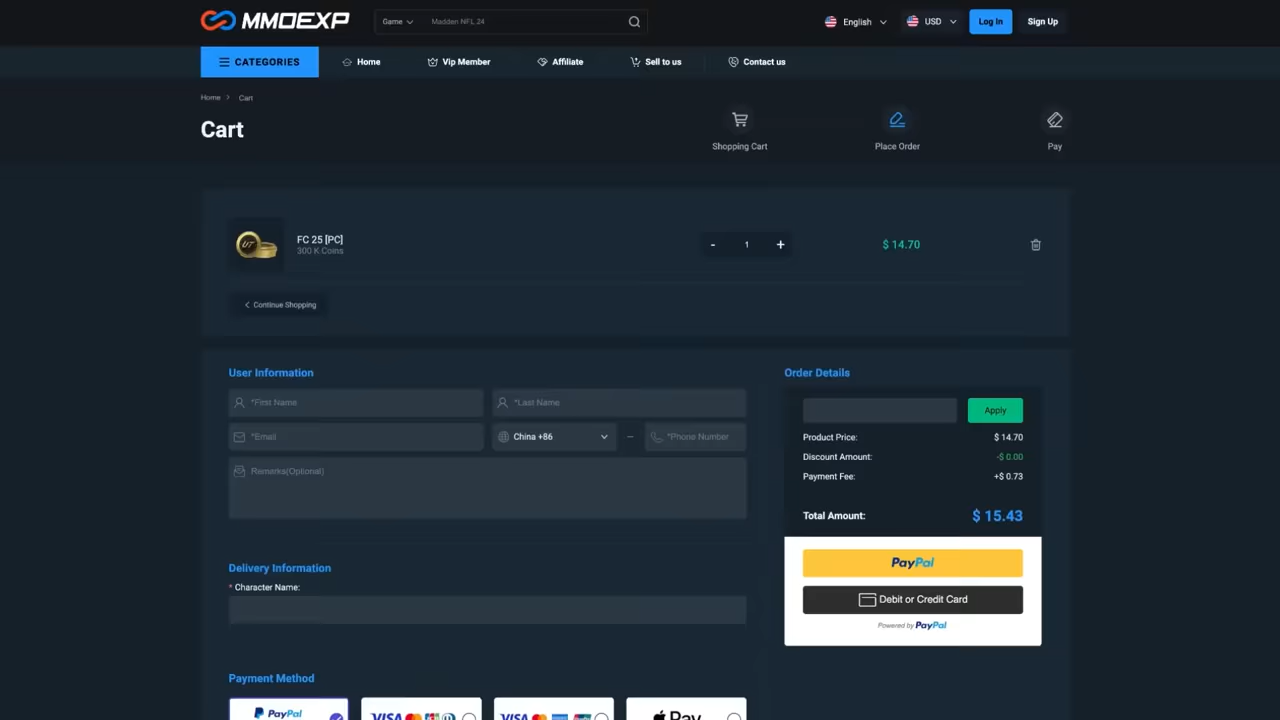 MMOEXP
Game
Madden NFL 24
English
USD
Log In
Sign Up
CATEGORIES
Home
Vip Member
Affiliate
Sell to us
Contact us
Home > Cart
Cart
Shopping Cart
Place Order
Pay
UT
FC 25 [PC]
300 K Coins
- 1 +
$ 14.70
< Continue Shopping
User Information
*First Name
*Last Name
*Email
China +86
–
*Phone Number
Remarks(Optional)
Order Details
Apply
Product Price: $ 14.70
Discount Amount: -$ 0.00
Payment Fee: +$ 0.73
Total Amount: $ 15.43
PayPal
Debit or Credit Card
Powered by PayPal
Delivery Information
* Character Name:
Payment Method
PayPal
VISA
VISA
Pay